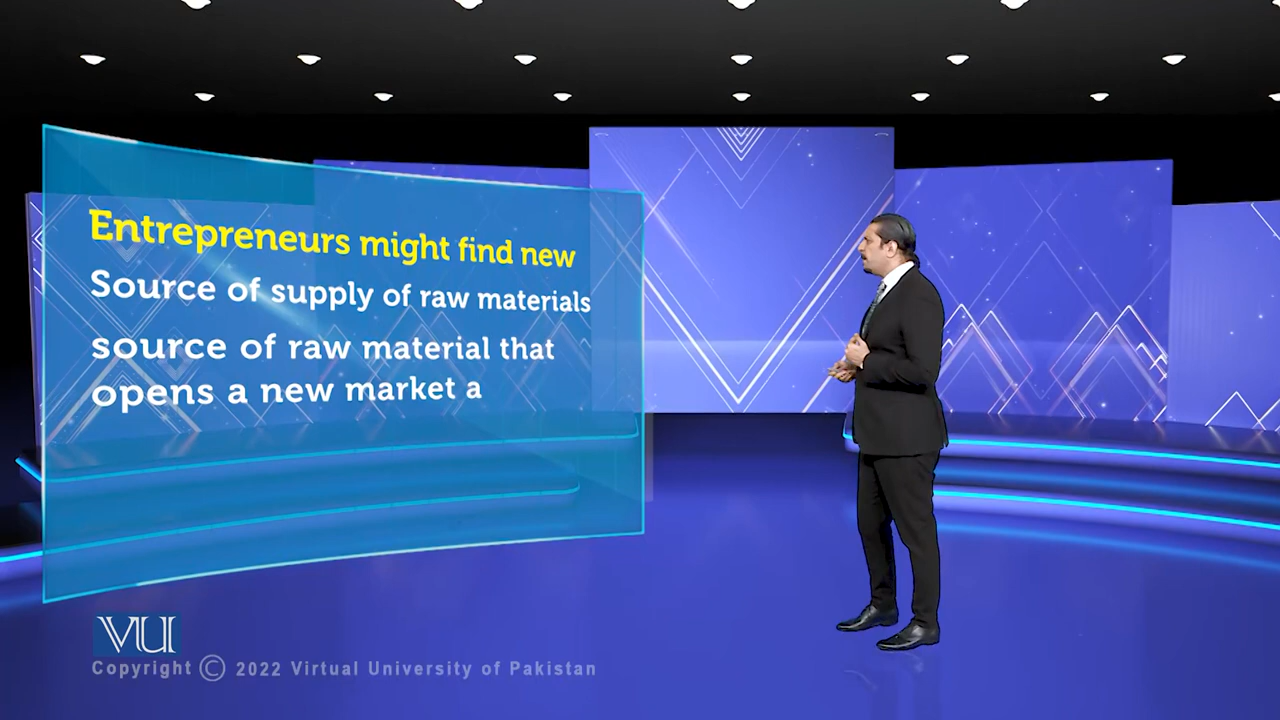 Entrepreneurs might find new
Source of supply of raw materials
source of raw material that
opens a new market a
VU
Copyright © 2022 Virtual University of Pakistan